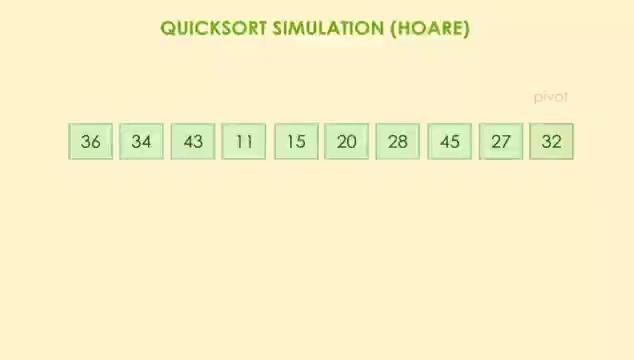 QUICKSORT SIMULATION (HOARE)
pivot
36 34 43 11 15 20 28 45 27 32